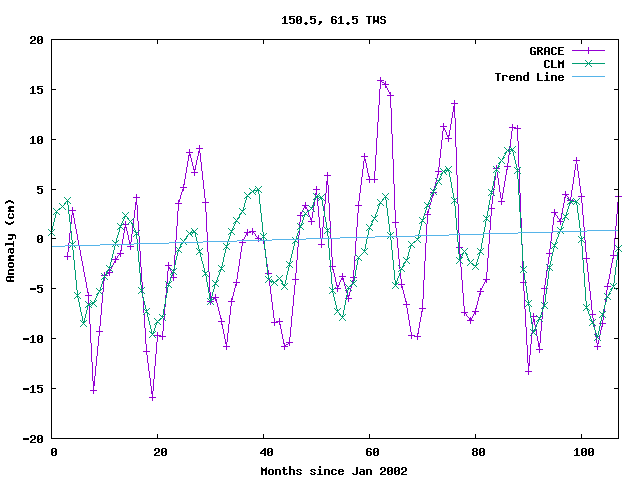 150.5, 61.5 TWS
GRACE
CLM
Trend Line
20
15
10
5
0
-5
-10
-15
-20
Anomaly (cm)
0 20 40 60 80 100
Months since Jan 2002